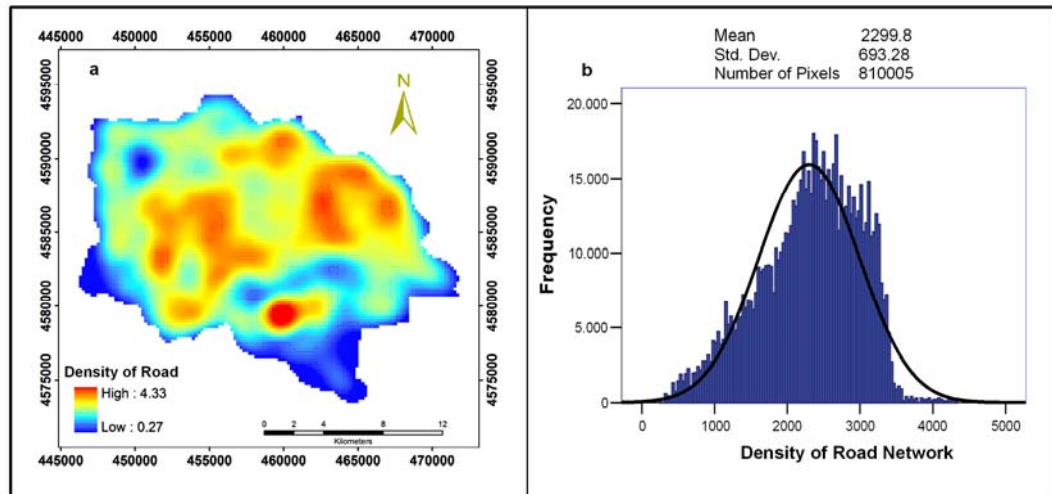 445000 450000 455000 460000 465000 470000
a
N
4595000 4590000 4585000 4580000 4575000
4595000 4590000 4585000 4580000 4575000
Density of Road
High : 4.33
Low : 0.27
0 2 4 8 12
Kilometers
445000 450000 455000 460000 465000 470000
Mean 2299.8
Std. Dev. 693.28
Number of Pixels 810005
b
20.000
15.000
10.000
5.000
0
Frequency
0 1000 2000 3000 4000 5000
Density of Road Network